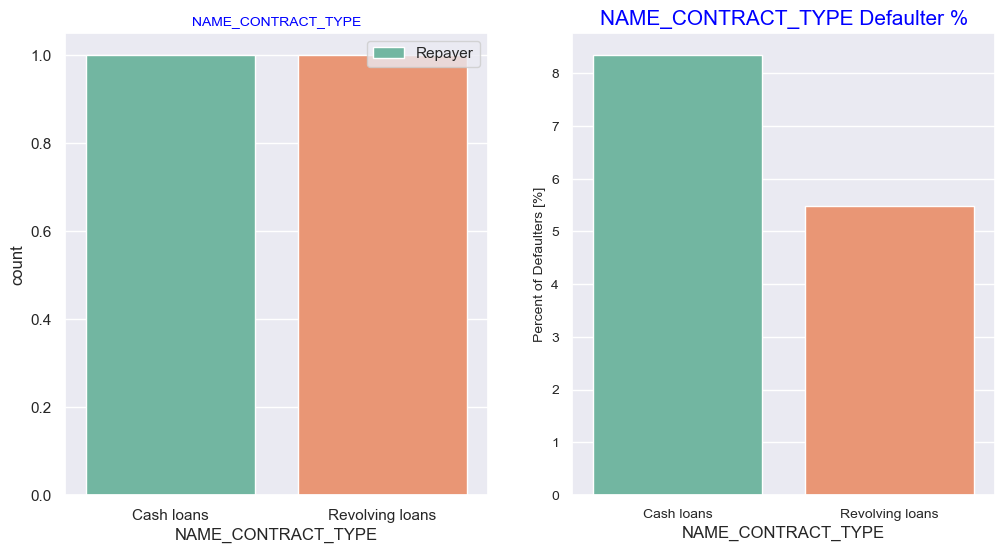 NAME_CONTRACT_TYPE
Repayer
1.0
0.8
0.6
0.4
0.2
0.0
count
Cash loans
Revolving loans
NAME_CONTRACT_TYPE
NAME_CONTRACT_TYPE Defaulter %
8
7
6
5
4
3
2
1
0
Percent of Defaulters [%]
Cash loans
Revolving loans
NAME_CONTRACT_TYPE